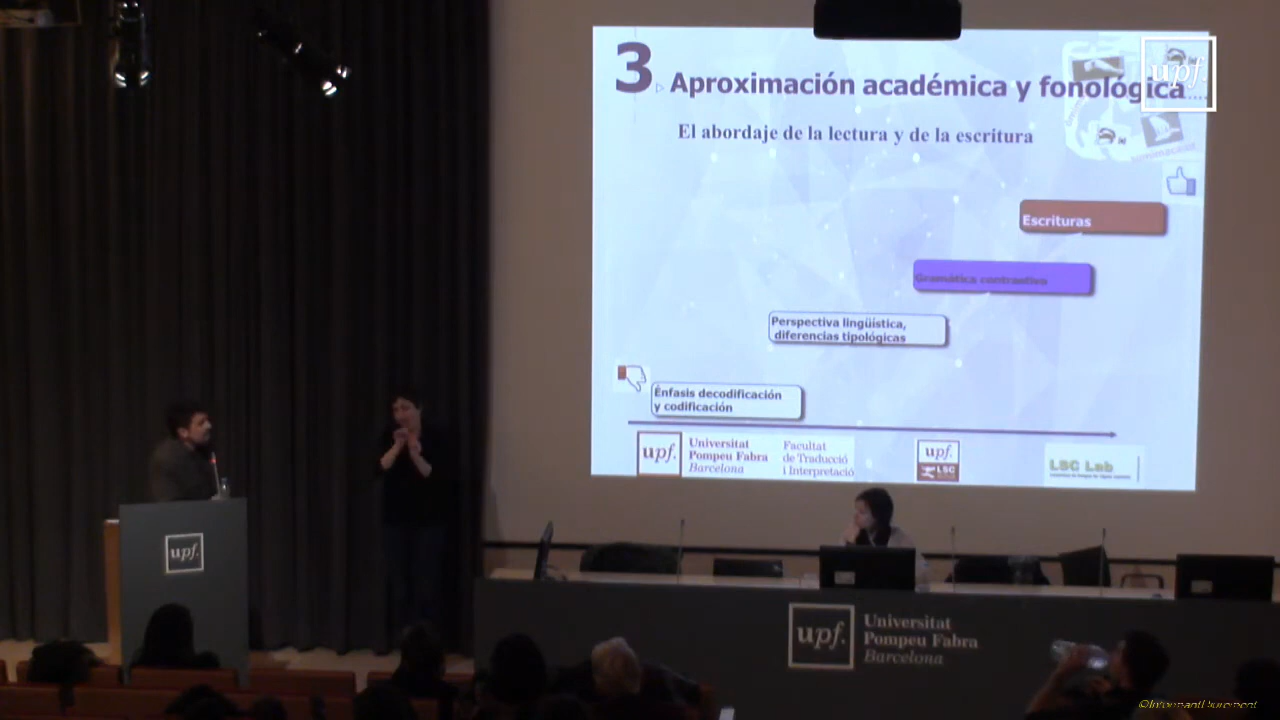 3 Aproximación académica y fonológica
upf.
El abordaje de la lectura y de la escritura
Escrituras
Gramática contrastiva
Perspectiva lingüística,
diferencias tipológicas
Énfasis decodificación
y codificación
upf. Universitat
Pompeu Fabra
Barcelona
Facultat
de Traducció
i Interpretació
upf.
LSC
LSC Lab
upf.
upf. Universitat
Pompeu Fabra
Barcelona